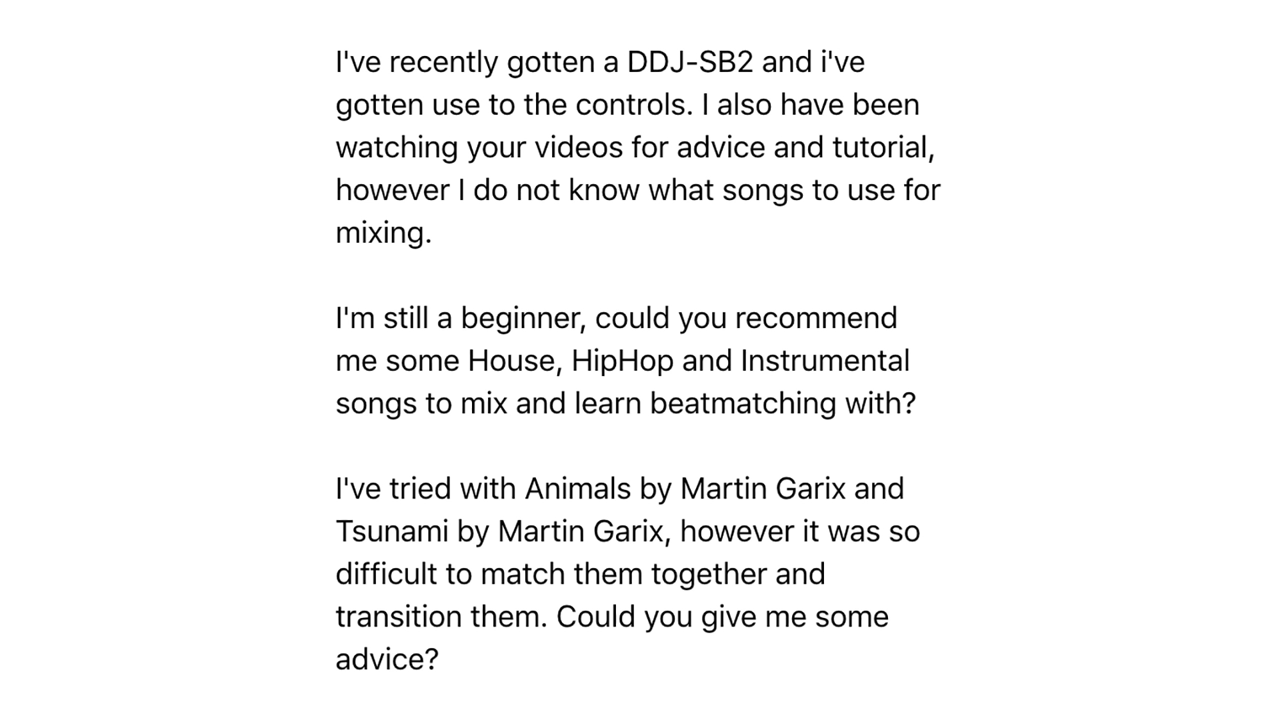 I've recently gotten a DDJ-SB2 and i've
gotten use to the controls. I also have been
watching your videos for advice and tutorial,
however I do not know what songs to use for
mixing.
I'm still a beginner, could you recommend
me some House, HipHop and Instrumental
songs to mix and learn beatmatching with?
I've tried with Animals by Martin Garix and
Tsunami by Martin Garix, however it was so
difficult to match them together and
transition them. Could you give me some
advice?